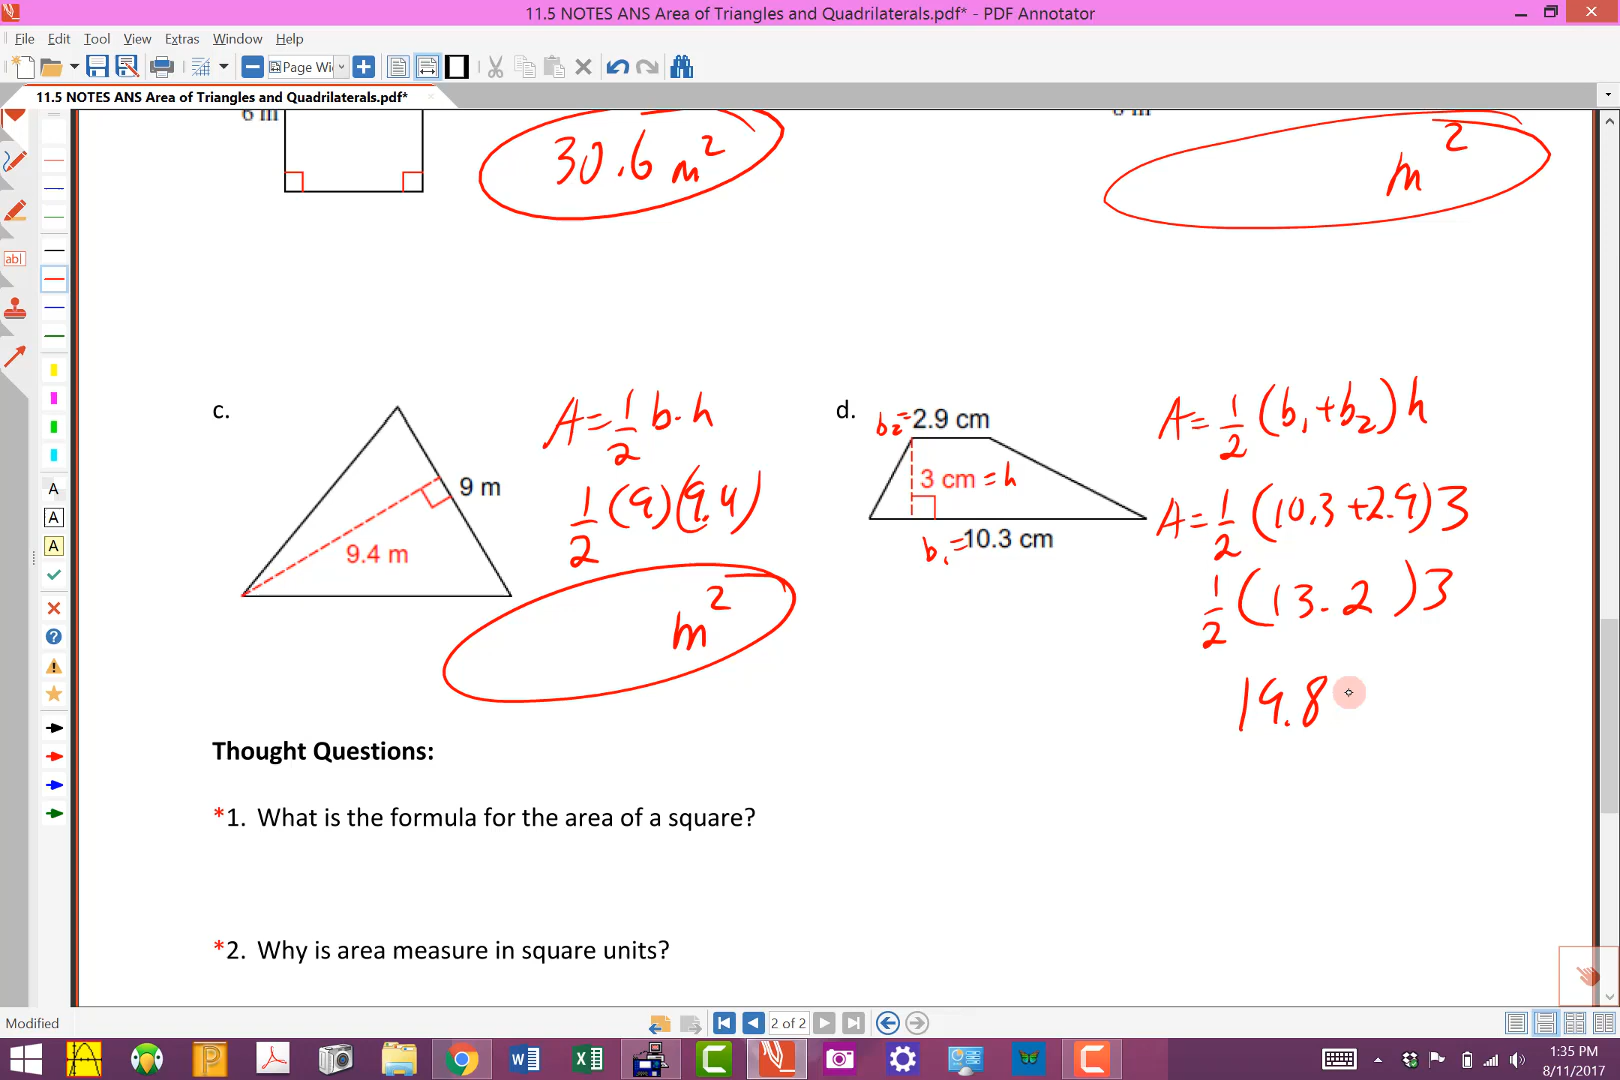 11.5 NOTES ANS Area of Triangles and Quadrilaterals.pdf* - PDF Annotator
File Edit Tool View Extras Window Help
Page Wi
11.5 NOTES ANS Area of Triangles and Quadrilaterals.pdf*
6 m
30.6 m²
m²
c.
9 m
9.4 m
A = 1/2 b · h
1/2 (9)(9.4)
m²
d.
b₂ = 2.9 cm
3 cm = h
b₁ = 10.3 cm
A = 1/2 (b₁ + b₂) h
A = 1/2 (10.3 + 2.9) 3
1/2 (13.2) 3
19.8
Thought Questions:
*1. What is the formula for the area of a square?
*2. Why is area measure in square units?
abl
A
A
A
Modified
2 of 2
1:35 PM
8/11/2017